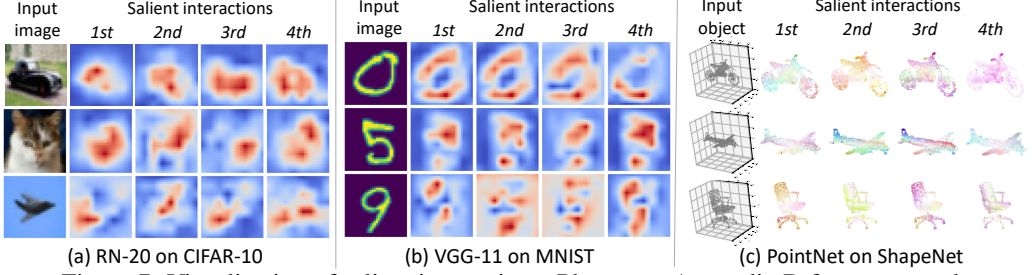 Input image Salient interactions 1st 2nd 3rd 4th
(a) RN-20 on CIFAR-10
Input image Salient interactions 1st 2nd 3rd 4th
(b) VGG-11 on MNIST
Input object Salient interactions 1st 2nd 3rd 4th
(c) PointNet on ShapeNet